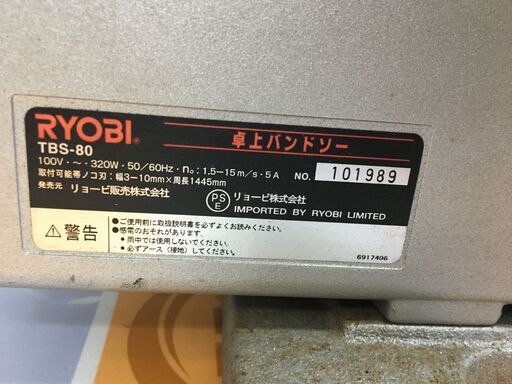 RYOBI®
卓上バンドソー
TBS-80
100V・～・320W・50/60Hz・n₀:1.5-15m/s・5A
NO. 101989
取付可能帯ノコ刃：幅3－10mm×周長1445mm
発売元 リョービ販売株式会社
PS
E
リョービ株式会社
IMPORTED BY RYOBI LIMITED
⚠警告
●ご使用前に取扱説明書を必ずよくお読みください。
●感電のおそれがあります。
・雨中では使用しないでください。
・必ずアース（接地）してください。
6917406